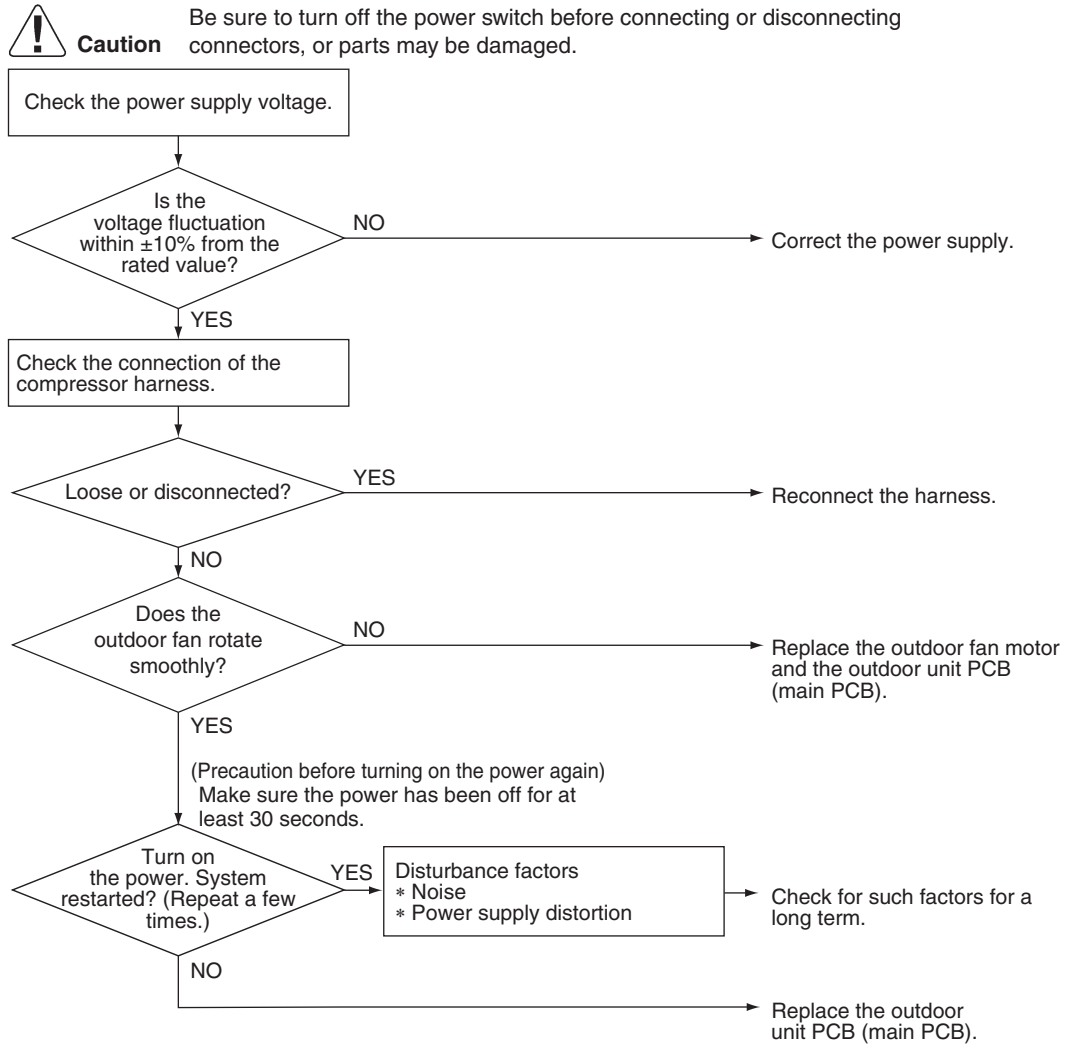 Be sure to turn off the power switch before connecting or disconnecting
Caution connectors, or parts may be damaged.
Check the power supply voltage.
Is the
voltage fluctuation
within ±10% from the
rated value?
NO
Correct the power supply.
YES
Check the connection of the
compressor harness.
Loose or disconnected?
YES
Reconnect the harness.
NO
Does the
outdoor fan rotate
smoothly?
NO
Replace the outdoor fan motor
and the outdoor unit PCB
(main PCB).
YES
(Precaution before turning on the power again)
Make sure the power has been off for at
least 30 seconds.
Turn on
the power. System
restarted? (Repeat a few
times.)
YES
Disturbance factors
∗ Noise
∗ Power supply distortion
Check for such factors for a
long term.
NO
Replace the outdoor
unit PCB (main PCB).